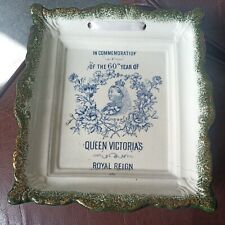 IN COMMEMORATION
OF THE 60TH YEAR OF
QUEEN VICTORIA'S
ROYAL REIGN